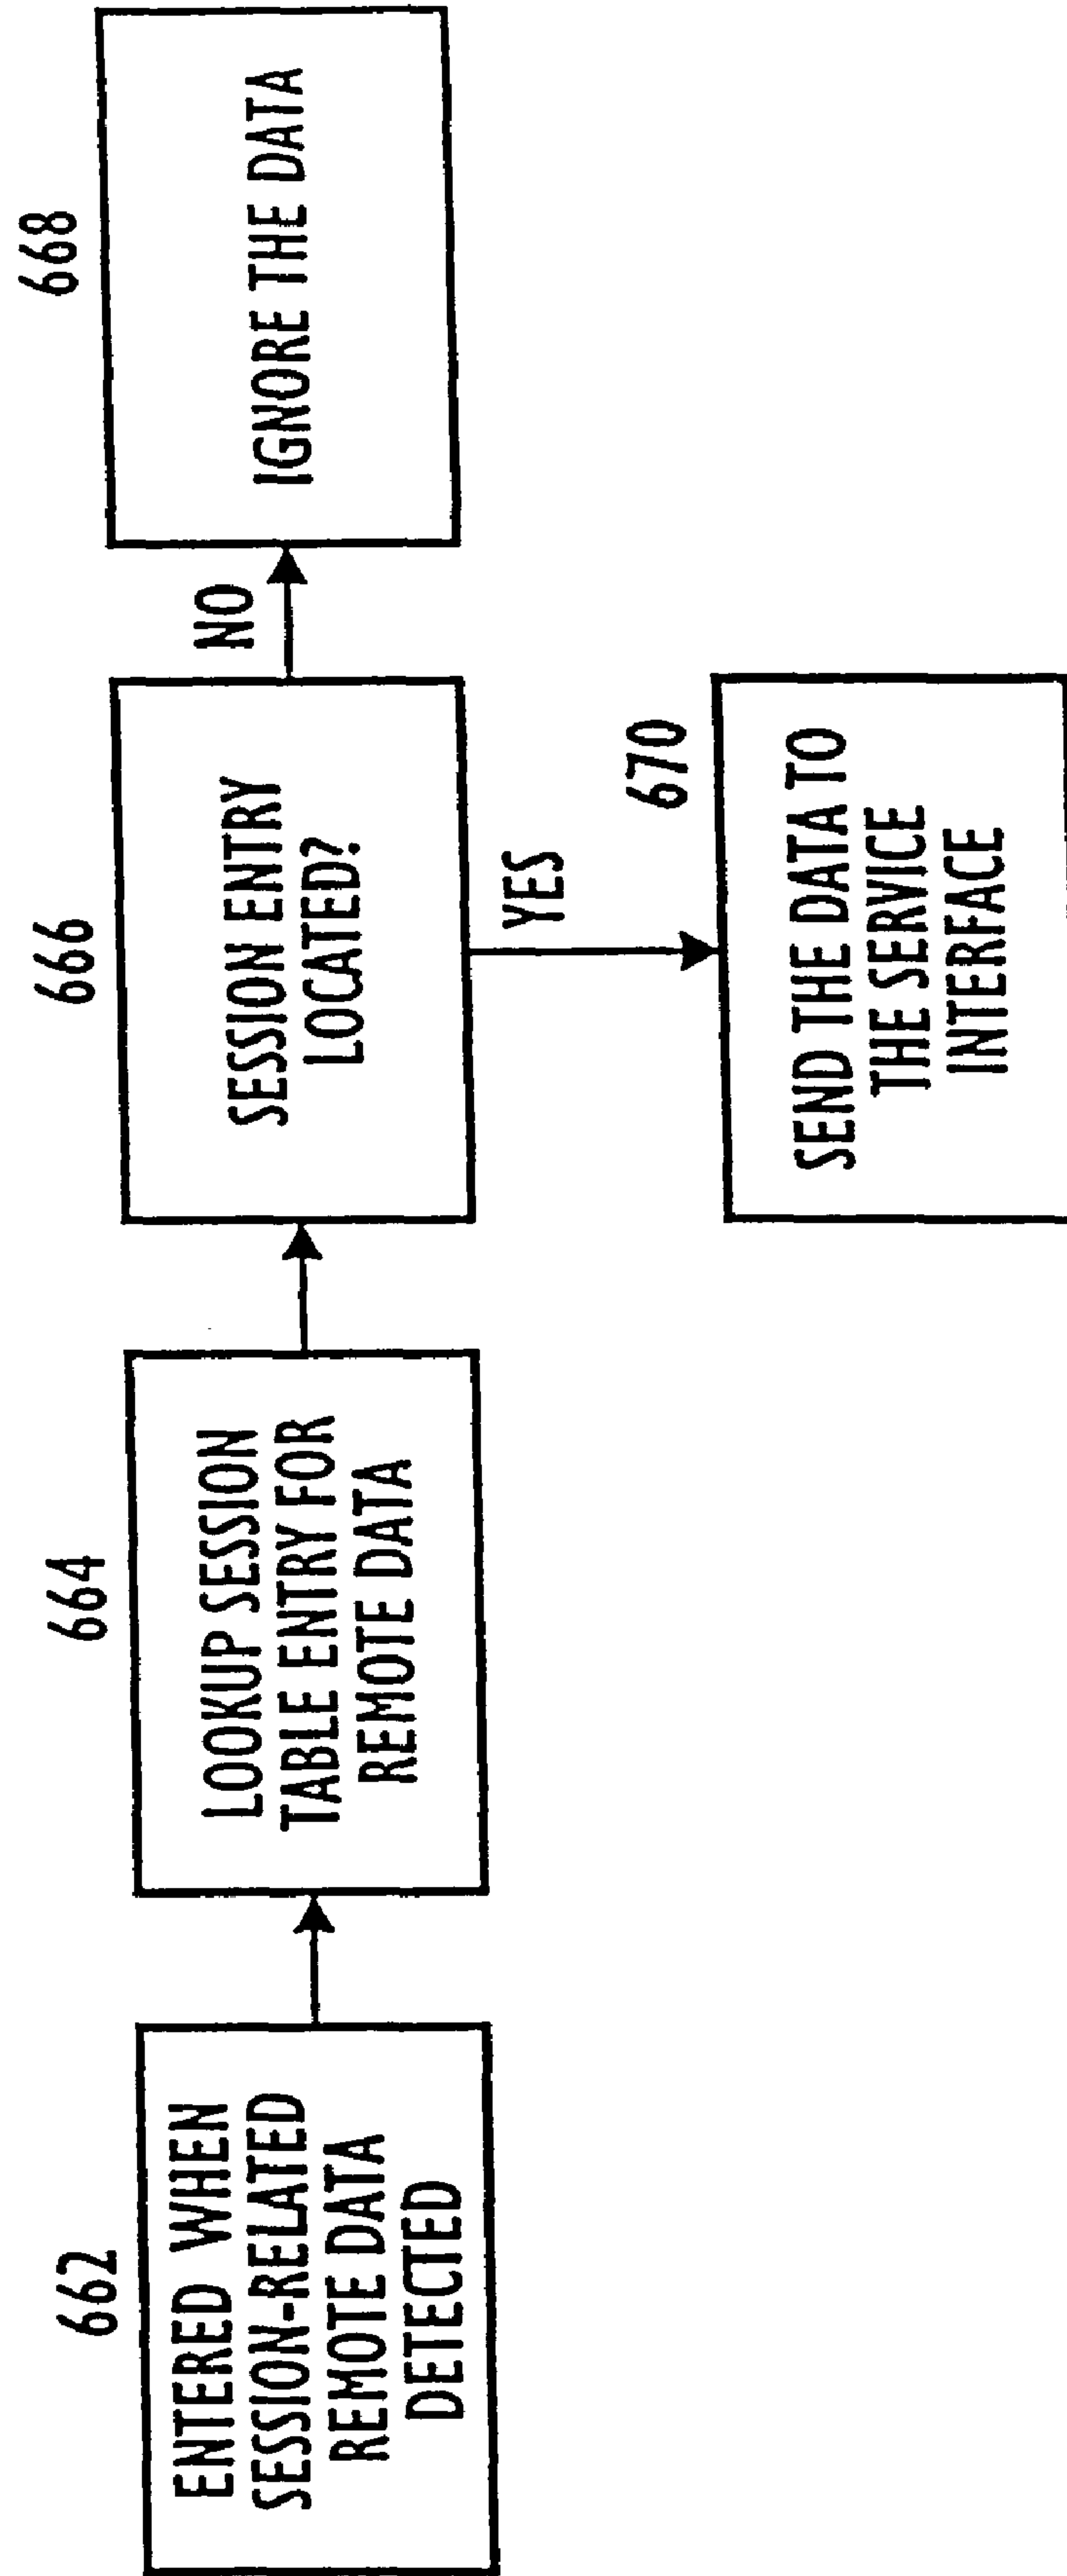 662
ENTERED WHEN
SESSION-RELATED
REMOTE DATA
DETECTED
664
LOOKUP SESSION
TABLE ENTRY FOR
REMOTE DATA
666
SESSION ENTRY
LOCATED?
NO
668
IGNORE THE DATA
YES
670
SEND THE DATA TO
THE SERVICE
INTERFACE